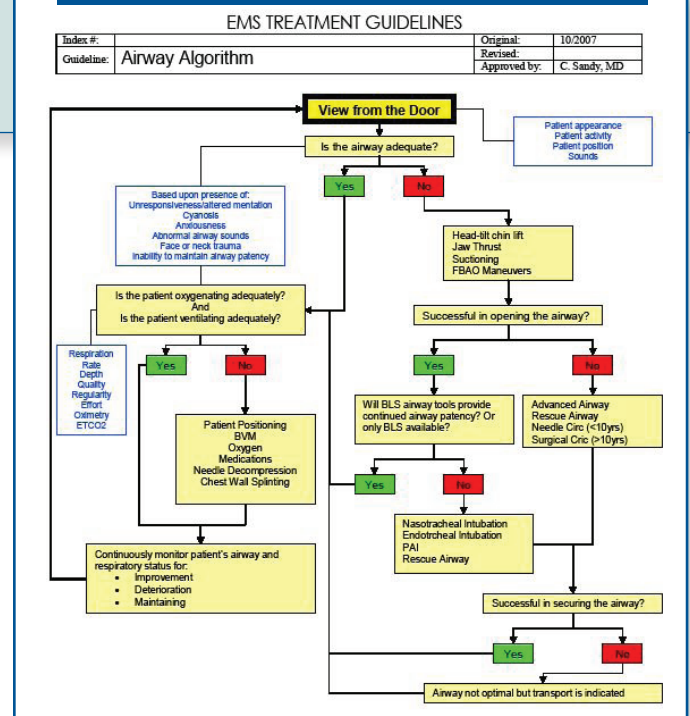 EMS TREATMENT GUIDELINES
Index #:
Original: 10/2007
Guideline: Airway Algorithm
Revised:
Approved by: C. Sandy, MD
View from the Door
Patient appearance
Patient activity
Patient position
Sounds
Is the airway adequate?
Yes
No
Based upon presence of:
Unresponsiveness/altered mentation
Cyanosis
Anxiousness
Abnormal airway sounds
Face or neck trauma
Inability to maintain airway patency
Head-tilt chin lift
Jaw Thrust
Suctioning
FBAO Maneuvers
Is the patient oxygenating adequately?
And
Is the patient ventilating adequately?
Successful in opening the airway?
Respiration
Rate
Depth
Quality
Regularity
Effort
Oximetry
ETCO2
Yes
No
Yes
No
Patient Positioning
BVM
Oxygen
Medications
Needle Decompression
Chest Wall Splinting
Will BLS airway tools provide
continued airway patency? Or
only BLS available?
Advanced Airway
Rescue Airway
Needle Circ (<10yrs)
Surgical Cric (>10yrs)
Yes
No
Nasotracheal Intubation
Endotrcheal Intubation
PAI
Rescue Airway
Continuously monitor patient's airway and
respiratory status for:
• Improvement
• Deterioration
• Maintaining
Successful in securing the airway?
Yes
No
Airway not optimal but transport is indicated